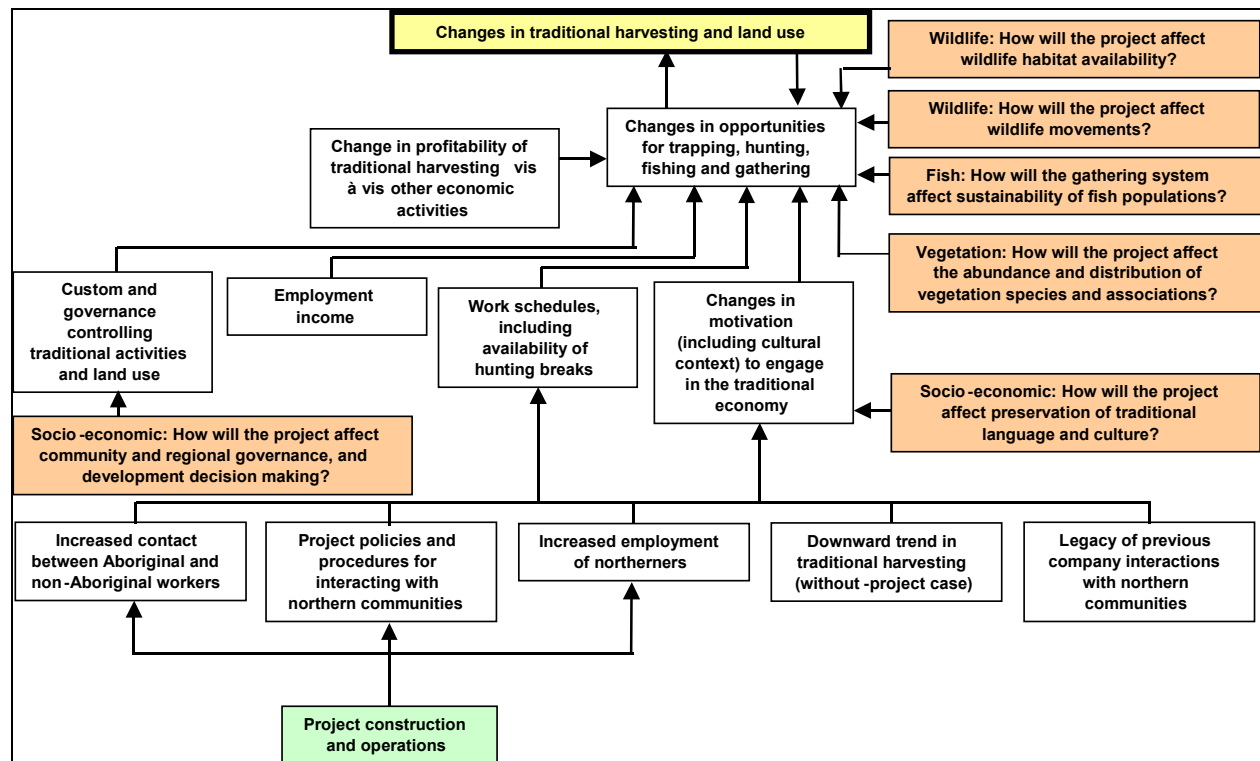 Changes in traditional harvesting and land use
Wildlife: How will the project affect
wildlife habitat availability?
Wildlife: How will the project affect
wildlife movements?
Changes in opportunities
for trapping, hunting,
fishing and gathering
Change in profitability of
traditional harvesting vis
à vis other economic
activities
Fish: How will the gathering system
affect sustainability of fish populations?
Vegetation: How will the project affect
the abundance and distribution of
vegetation species and associations?
Custom and
governance
controlling
traditional activities
and land use
Employment
income
Work schedules,
including
availability of
hunting breaks
Changes in
motivation
(including cultural
context) to engage
in the traditional
economy
Socio-economic: How will the project
affect preservation of traditional
language and culture?
Socio-economic: How will the project affect
community and regional governance, and
development decision making?
Increased contact
between Aboriginal and
non-Aboriginal workers
Project policies and
procedures for
interacting with
northern communities
Increased employment
of northerners
Downward trend in
traditional harvesting
(without -project case)
Legacy of previous
company interactions
with northern
communities
Project construction
and operations